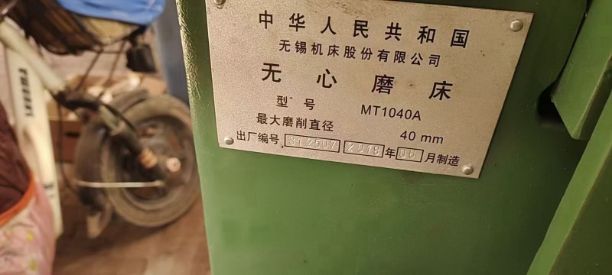 中华人民共和国
无锡机床股份有限公司
无心磨床
型号 MT1040A
最大磨削直径 40 mm
出厂编号 年 月制造